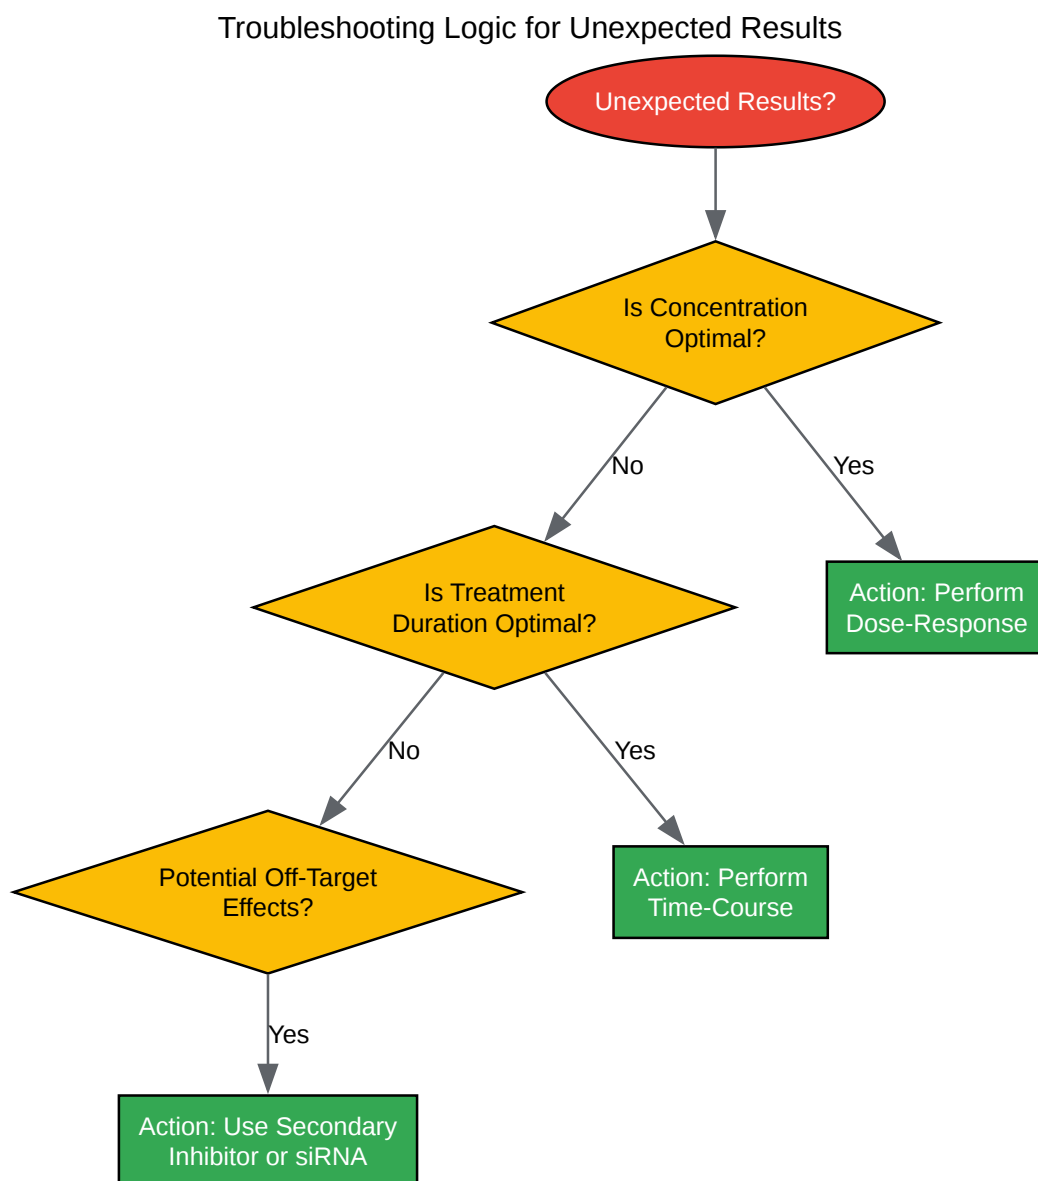 Troubleshooting Logic for Unexpected Results
Unexpected Results?
Is Concentration
Optimal?
No
Yes
Is Treatment
Duration Optimal?
Action: Perform
Dose-Response
No
Yes
Potential Off-Target
Effects?
Action: Perform
Time-Course
Yes
Action: Use Secondary
Inhibitor or siRNA